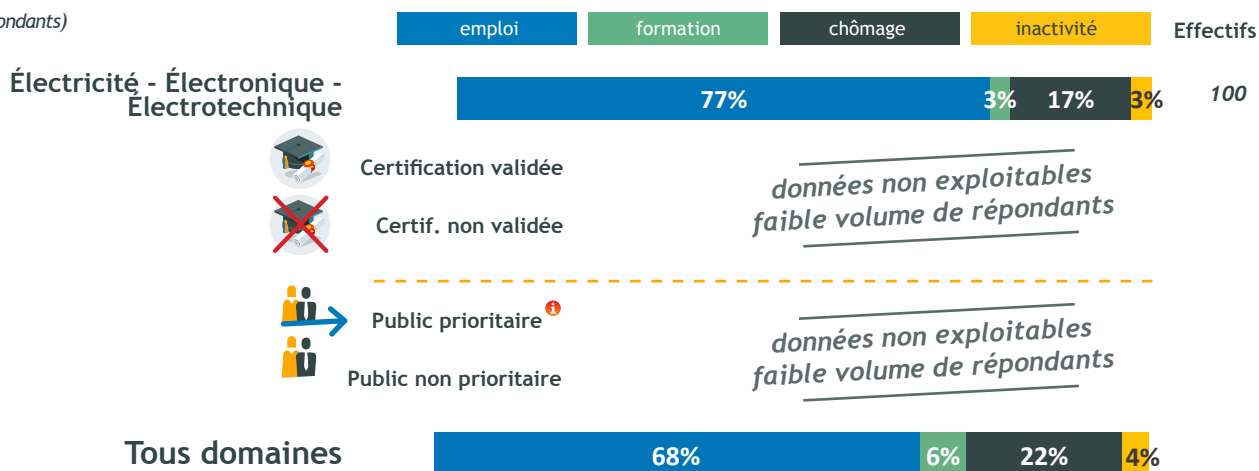 ondants)
emploi formation chômage inactivité Effectifs
Électricité - Électronique -
Électrotechnique
77% 3% 17% 3% 100
Certification validée
données non exploitables
faible volume de répondants
Certif. non validée
Public prioritaire i
données non exploitables
faible volume de répondants
Public non prioritaire
Tous domaines 68% 6% 22% 4%